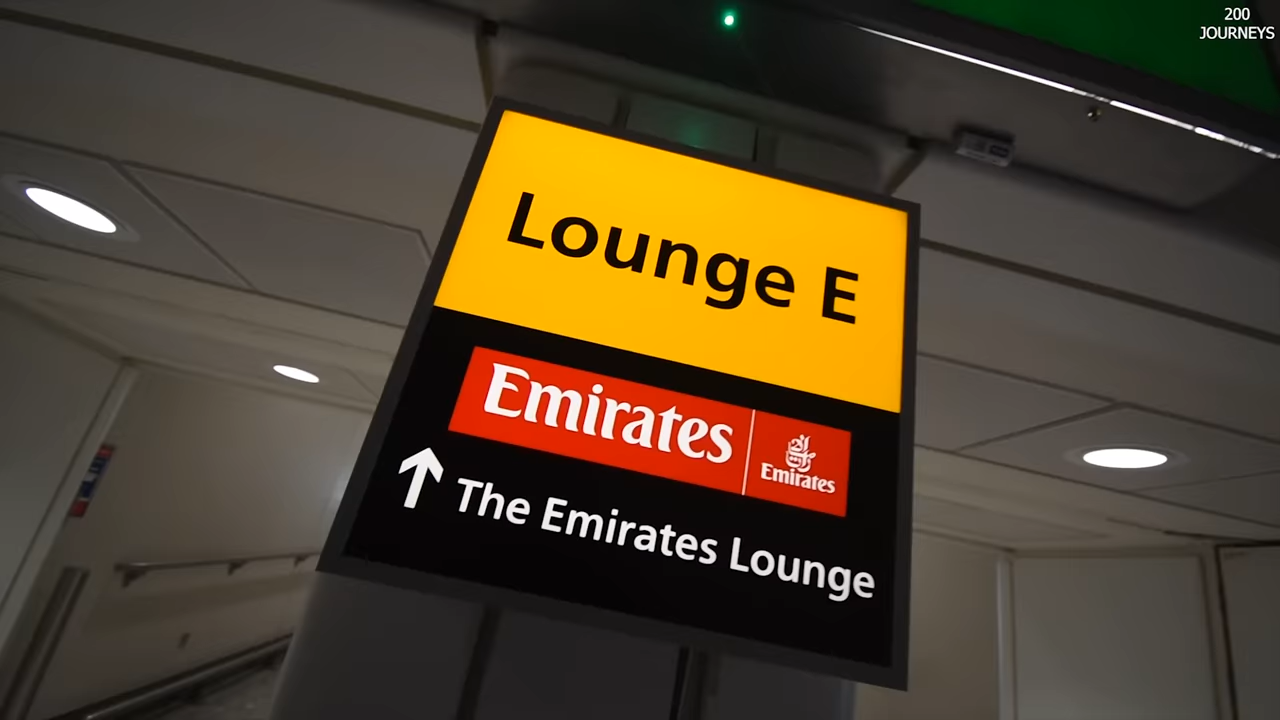 200
JOURNEYS
Lounge E
Emirates
Emirates
↑ The Emirates Lounge